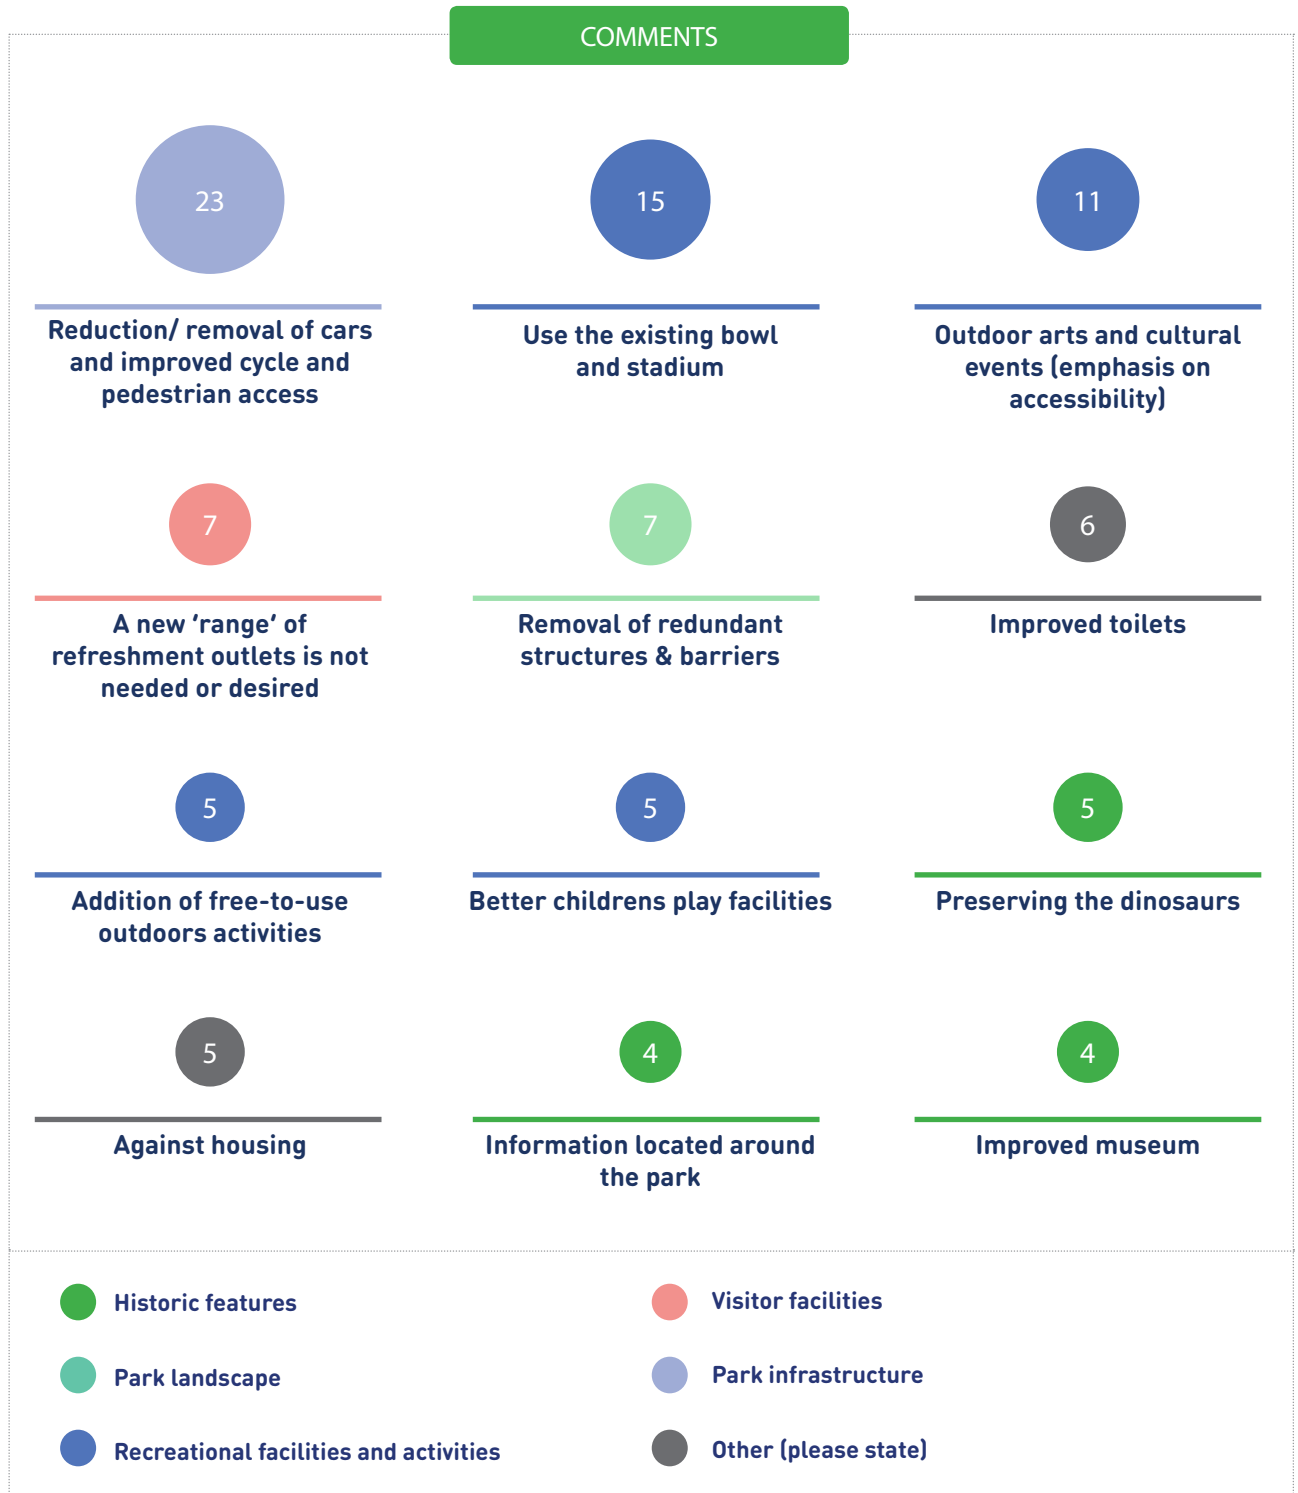 COMMENTS
23
15
11
Reduction/ removal of cars
and improved cycle and
pedestrian access
Use the existing bowl
and stadium
Outdoor arts and cultural
events (emphasis on
accessibility)
7
7
6
A new ‘range’ of
refreshment outlets is not
needed or desired
Removal of redundant
structures & barriers
Improved toilets
5
5
5
Addition of free-to-use
outdoors activities
Better childrens play facilities
Preserving the dinosaurs
5
4
4
Against housing
Information located around
the park
Improved museum
Historic features
Visitor facilities
Park landscape
Park infrastructure
Recreational facilities and activities
Other (please state)